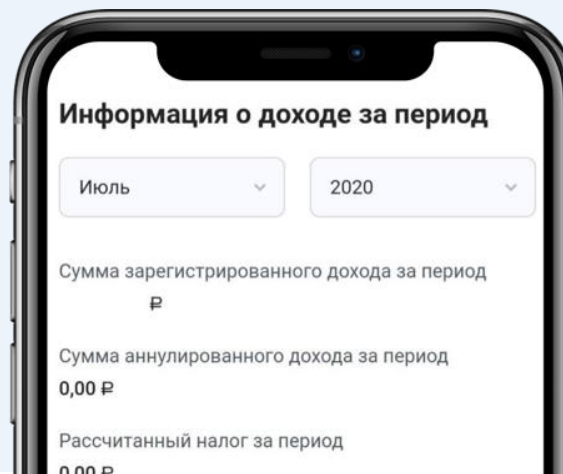 Информация о доходе за период
Июль 2020
Сумма зарегистрированного дохода за период
₽
Сумма аннулированного дохода за период
0,00 ₽
Рассчитанный налог за период
0,00 ₽